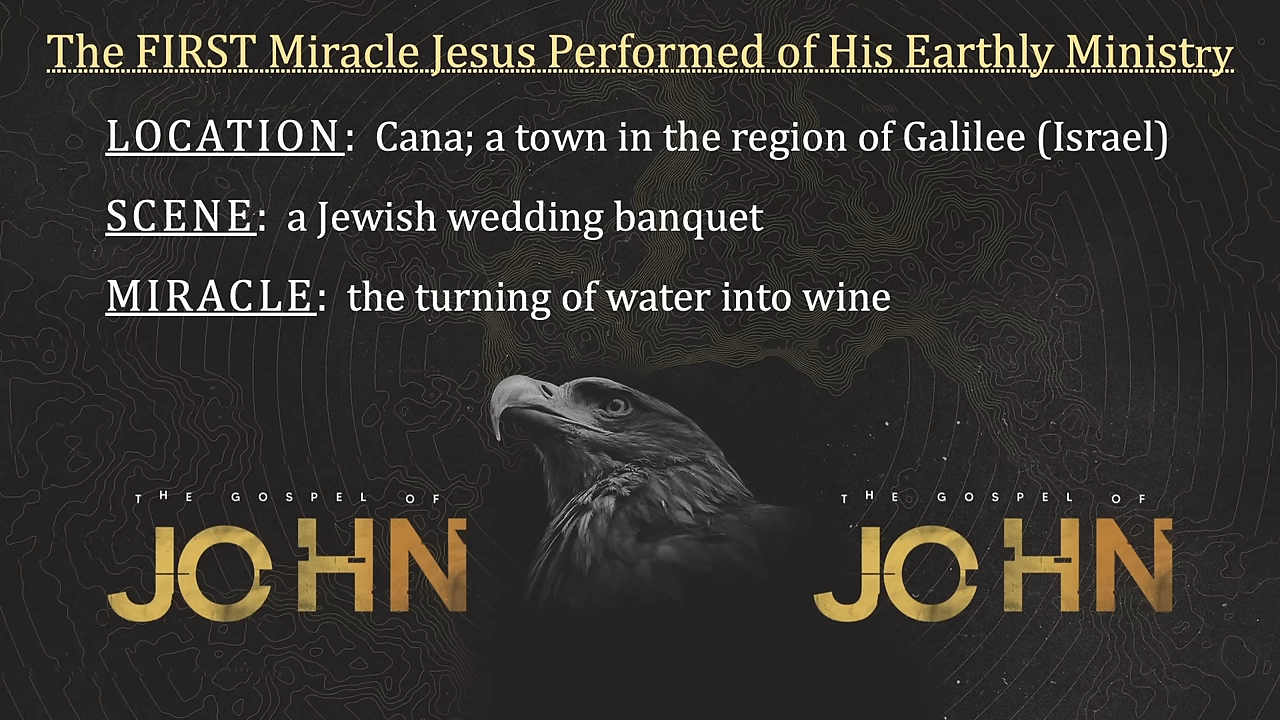 The FIRST Miracle Jesus Performed of His Earthly Ministry
LOCATION: Cana; a town in the region of Galilee (Israel)
SCENE: a Jewish wedding banquet
MIRACLE: the turning of water into wine
THE GOSPEL OF
JOHN
THE GOSPEL OF
JOHN